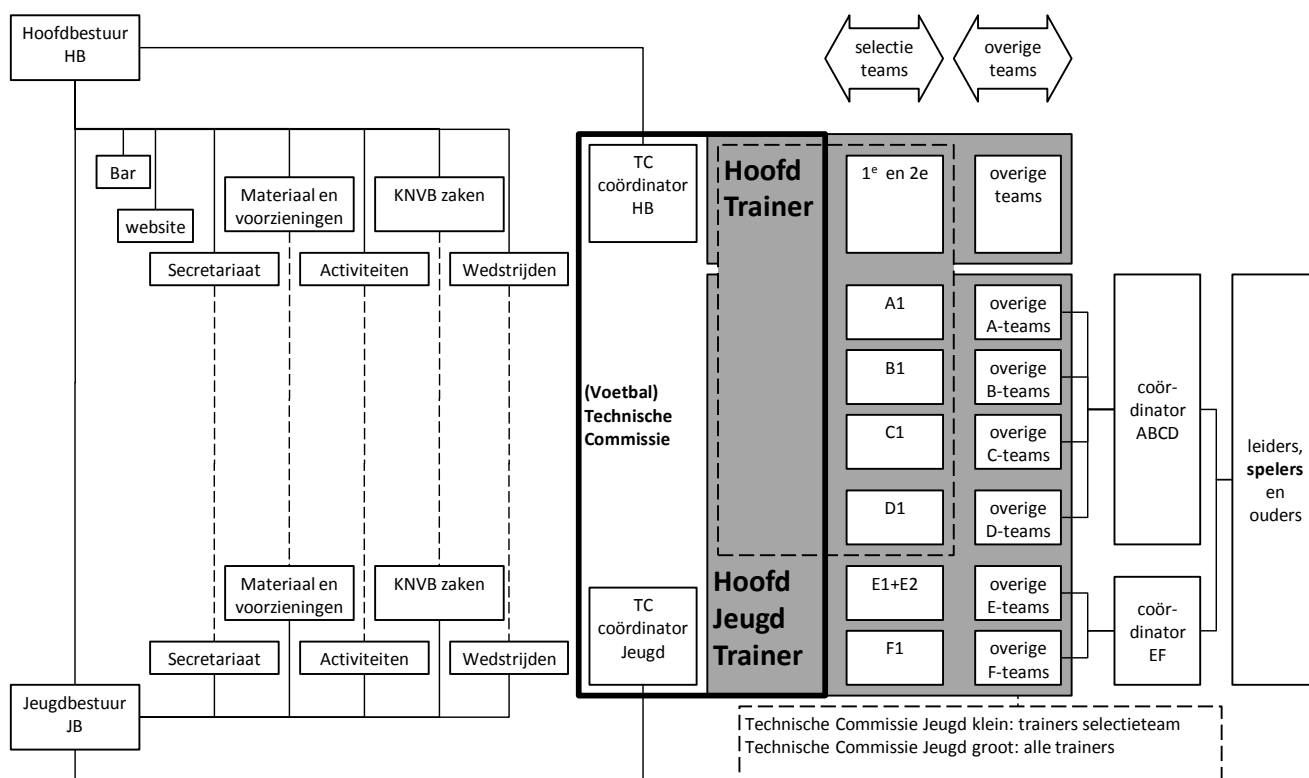 Hoofdbestuur
HB
selectie
teams
overige
teams
Bar
website
Materiaal en
voorzieningen
KNVB zaken
Secretariaat
Activiteiten
Wedstrijden
TC
coördinator
HB
Hoofd
Trainer
1e en 2e
overige
teams
(Voetbal)
Technische
Commissie
A1
overige
A-teams
B1
overige
B-teams
C1
overige
C-teams
D1
overige
D-teams
coör-
dinator
ABCD
leiders,
spelers
en
ouders
Materiaal en
voorzieningen
KNVB zaken
Secretariaat
Activiteiten
Wedstrijden
TC
coördinator
Jeugd
Hoofd
Jeugd
Trainer
E1+E2
overige
E-teams
F1
overige
F-teams
coör-
dinator
EF
Jeugdbestuur
JB
Technische Commissie Jeugd klein: trainers selectieteam
Technische Commissie Jeugd groot: alle trainers